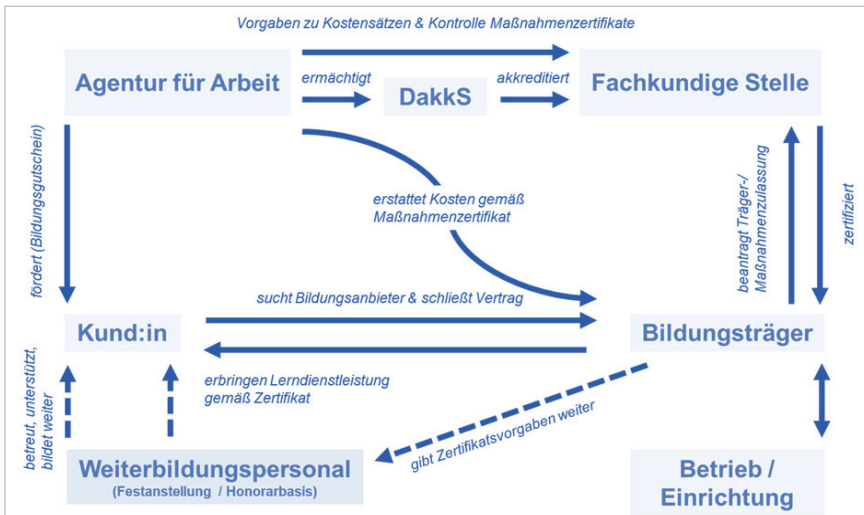 Vorgaben zu Kostensätzen & Kontrolle Maßnahmenzertifikate
Agentur für Arbeit
ermächtigt
DakkS
akkreditiert
Fachkundige Stelle
fördert (Bildungsgutschein)
erstattet Kosten gemäß
Maßnahmenzertifikat
beantragt Träger-/
Maßnahmenzulassung
zertifiziert
sucht Bildungsanbieter & schließt Vertrag
Kund:in
Bildungsträger
erbringen Lerndienstleistung
gemäß Zertifikat
betreut, unterstützt,
bildet weiter
gibt Zertifikatsvorgaben weiter
Weiterbildungspersonal
(Festanstellung / Honorarbasis)
Betrieb /
Einrichtung